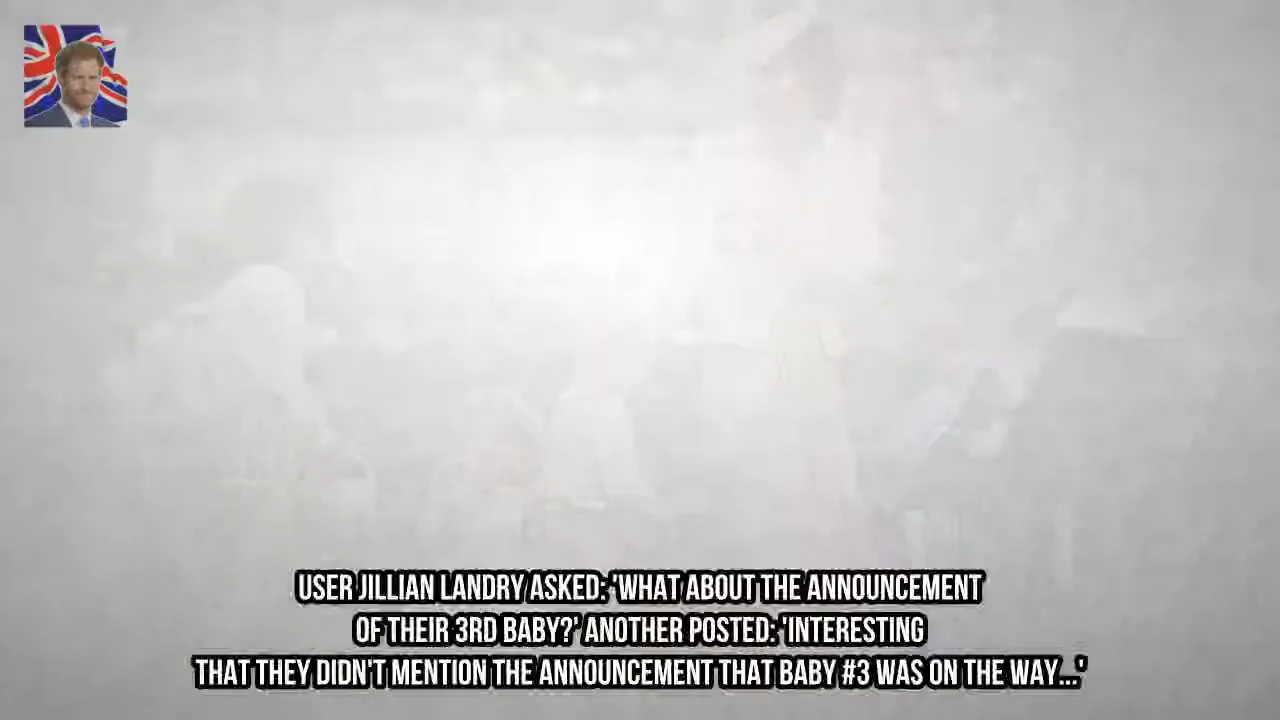 USER JILLIAN LANDRY ASKED: 'WHAT ABOUT THE ANNOUNCEMENT
OF THEIR 3RD BABY?' ANOTHER POSTED: 'INTERESTING
THAT THEY DIDN'T MENTION THE ANNOUNCEMENT THAT BABY #3 WAS ON THE WAY...'